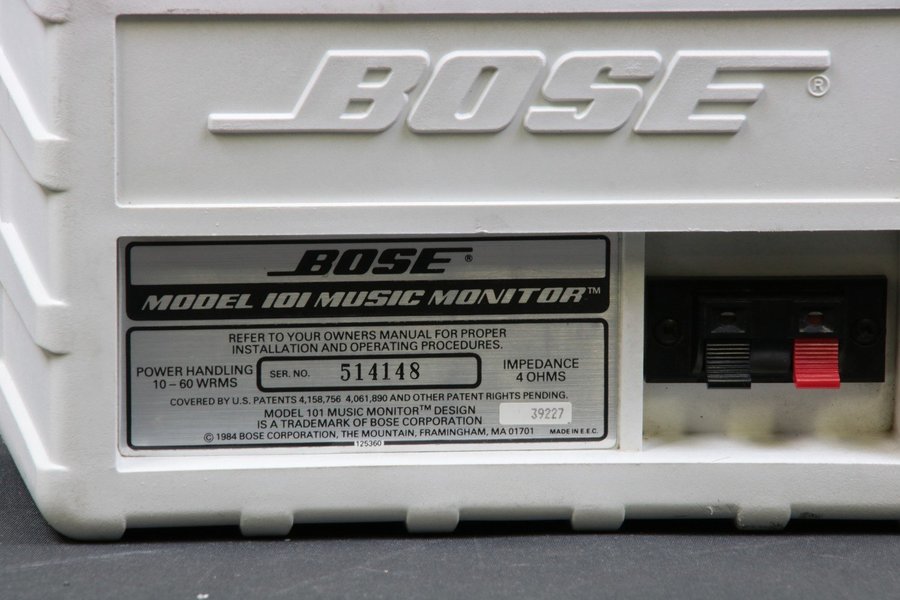 BOSE®
BOSE®
MODEL 101 MUSIC MONITOR™
REFER TO YOUR OWNERS MANUAL FOR PROPER
INSTALLATION AND OPERATING PROCEDURES.
POWER HANDLING
10-60 WRMS
SER. NO. 514148
IMPEDANCE
4 OHMS
COVERED BY U.S. PATENTS 4,158,756 4,061,890 AND OTHER PATENT RIGHTS PENDING.
MODEL 101 MUSIC MONITOR™ DESIGN
IS A TRADEMARK OF BOSE CORPORATION
39227
© 1984 BOSE CORPORATION, THE MOUNTAIN, FRAMINGHAM, MA 01701
MADE IN E.E.C.
125360